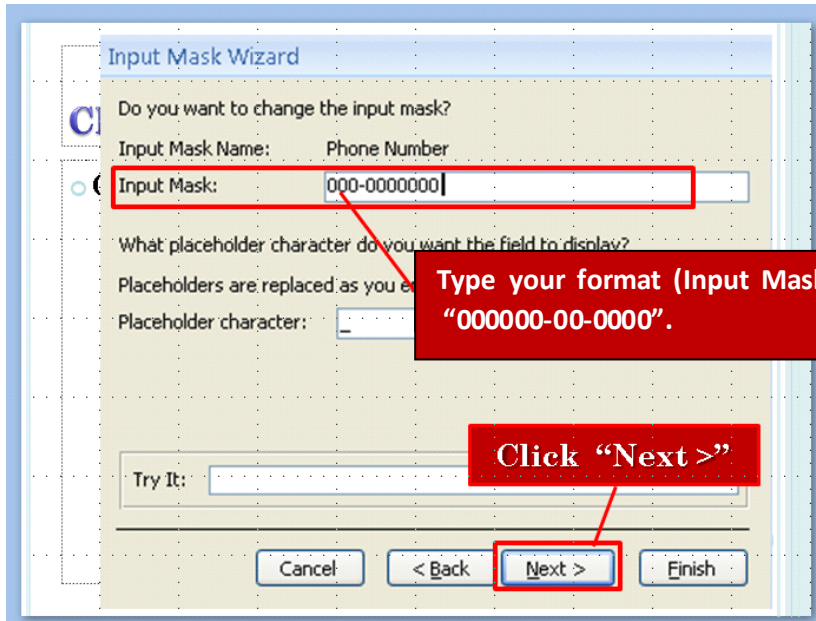 Input Mask Wizard
Do you want to change the input mask?
Input Mask Name: Phone Number
Input Mask: 000-0000000
What placeholder character do you want the field to display?
Placeholders are replaced as you
Type your format (Input Mask
“000000-00-0000”.
Placeholder character: _
Click “Next >”
Try It:
Cancel < Back Next > Finish